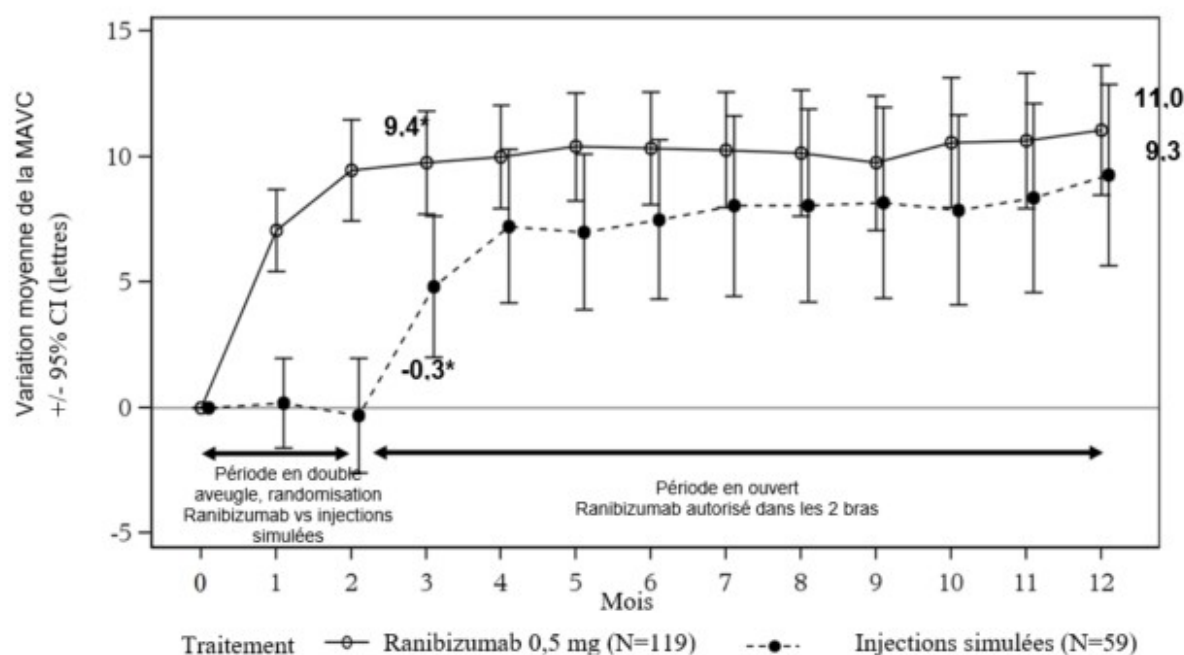 Variation moyenne de la MAVC
+/- 95% CI (lettres)
15
10
5
0
-5
9,4*
-0,3*
11,0
9,3
Période en double
aveugle, randomisation
Ranibizumab vs injections
simulées
Période en ouvert
Ranibizumab autorisé dans les 2 bras
0 1 2 3 4 5 6 7 8 9 10 11 12
Mois
Traitement Ranibizumab 0,5 mg (N=119) Injections simulées (N=59)